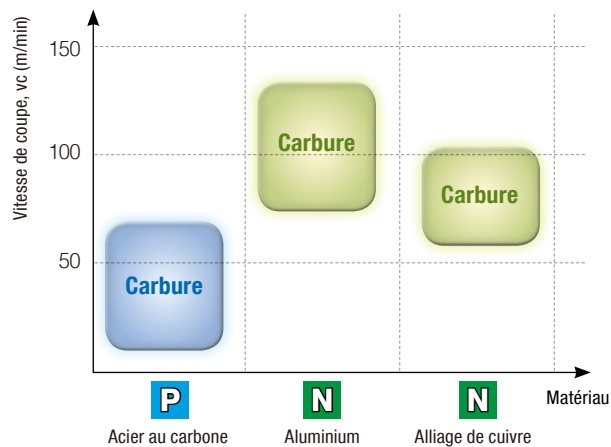 Vitesse de coupe, vc (m/min)
150
100
50
Carbure
Carbure
Carbure
P
N
N
Matériau
Acier au carbone
Aluminium
Alliage de cuivre